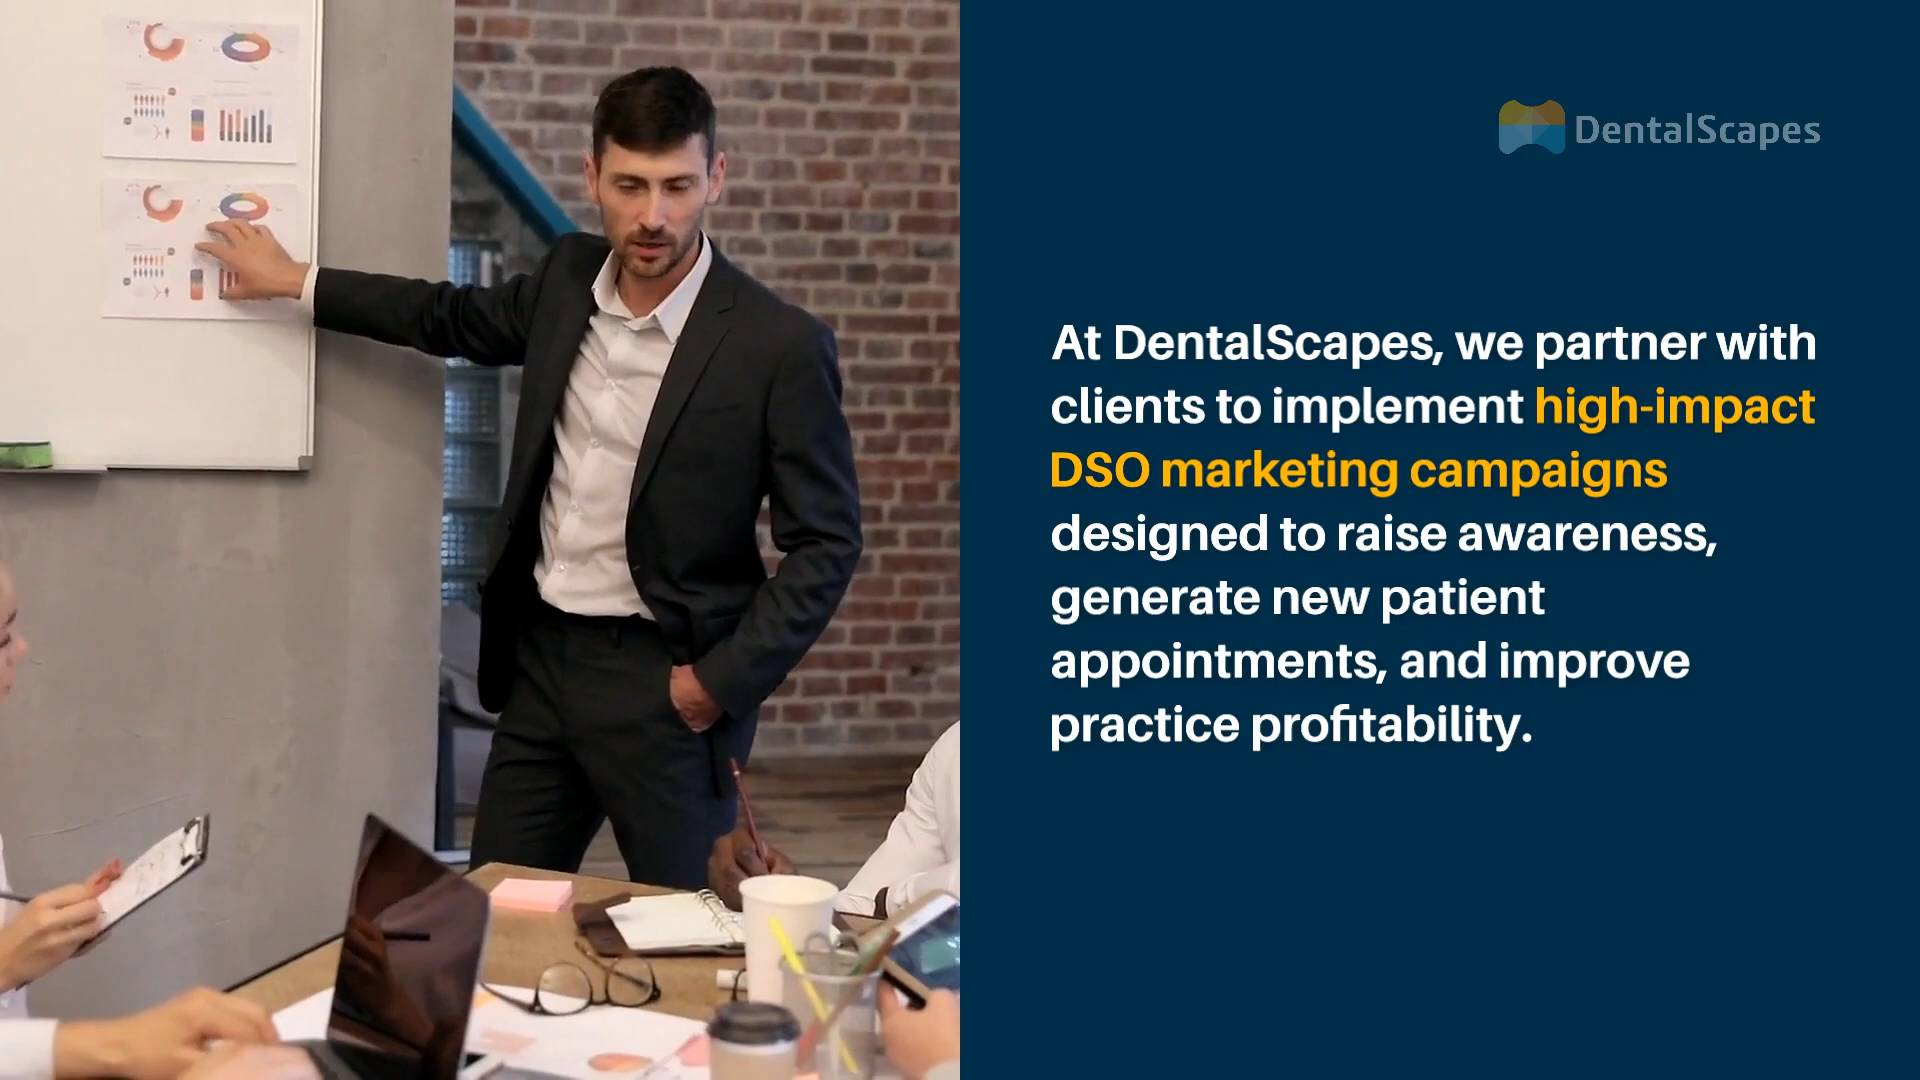 DentalScapes
At DentalScapes, we partner with
clients to implement high-impact
DSO marketing campaigns
designed to raise awareness,
generate new patient
appointments, and improve
practice profitability.